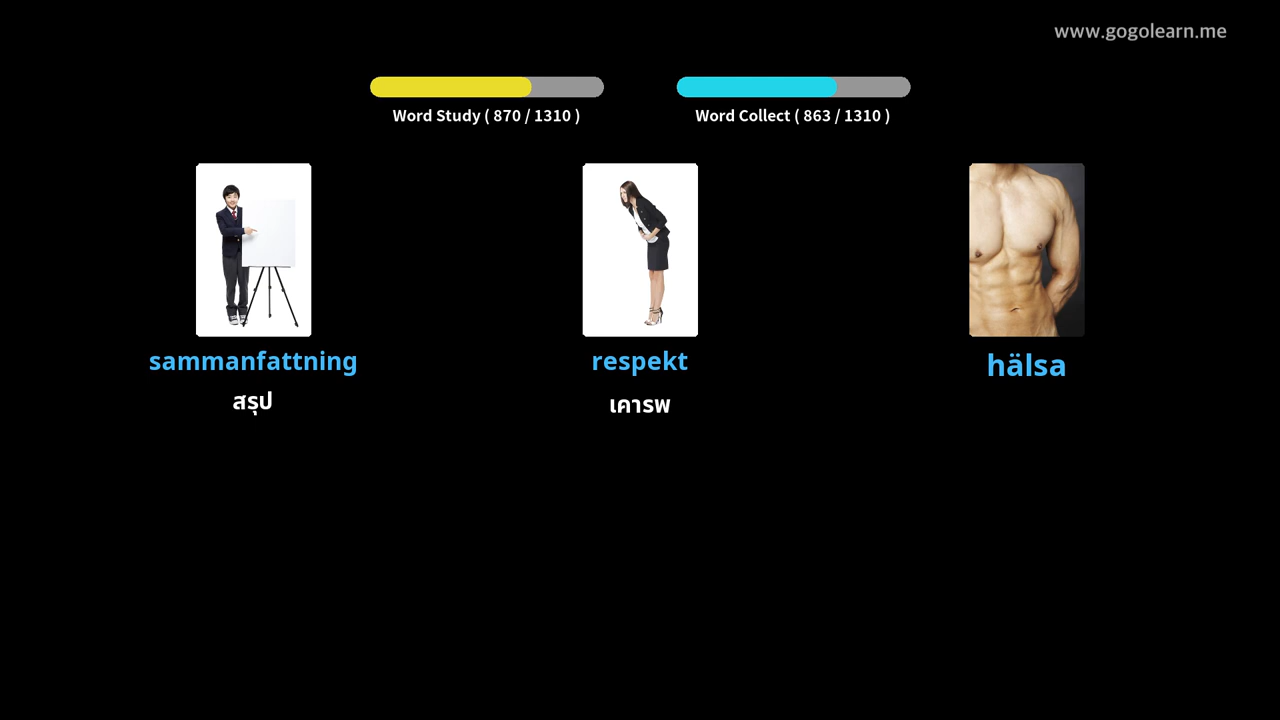 www.gogolearn.me
Word Study ( 870 / 1310 )
Word Collect ( 863 / 1310 )
sammanfattning
respekt
hälsa
สรุป
เคารพ